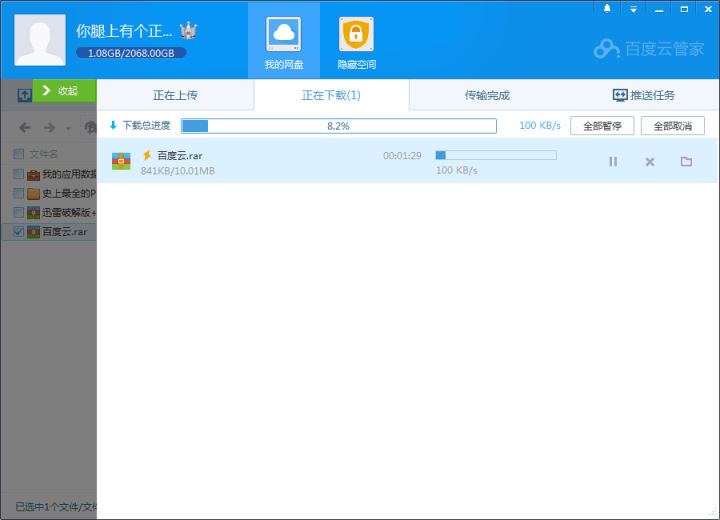 你腿上有个正...
1.08GB/2068.00GB
我的网盘
隐藏空间
百度云管家
收起
正在上传
正在下载(1)
传输完成
推送任务
下载总进度
8.2%
100 KB/s
全部暂停
全部取消
文件名
百度云.rar
841KB/10.01MB
00:01:29
100 KB/s
我的应用数据
史上最全的P
迅雷破解版+
百度云.rar
已选中1个文件/文件